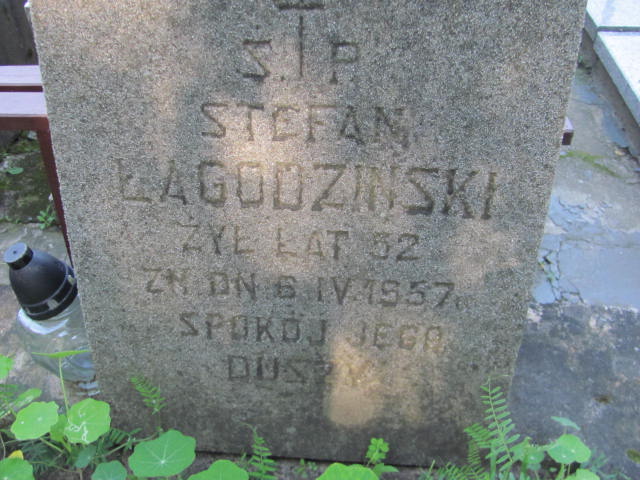 Ś. P.
STEFAN
ŁAGODZIŃSKI
ŻYŁ LAT 52
ZM DN 6.IV.1957.
SPOKÓJ JEGO
DUSZY